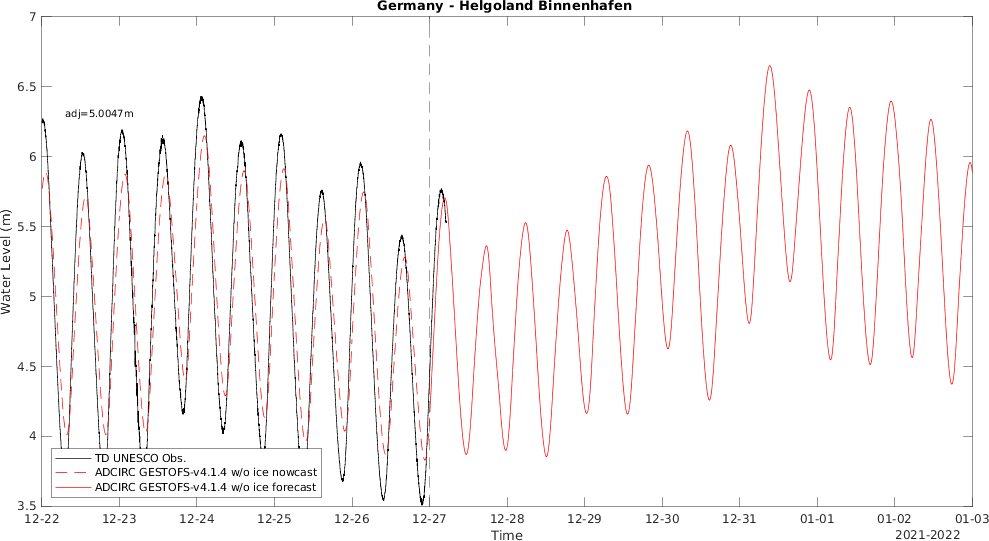 Germany - Helgoland Binnenhafen
7
6.5
6
5.5
5
4.5
4
3.5
Water Level (m)
adj=5.0047m
TD UNESCO Obs.
ADCIRC GESTOFS-v4.1.4 w/o ice nowcast
ADCIRC GESTOFS-v4.1.4 w/o ice forecast
12-22 12-23 12-24 12-25 12-26 12-27 12-28 12-29 12-30 12-31 01-01 01-02 01-03
Time
2021-2022